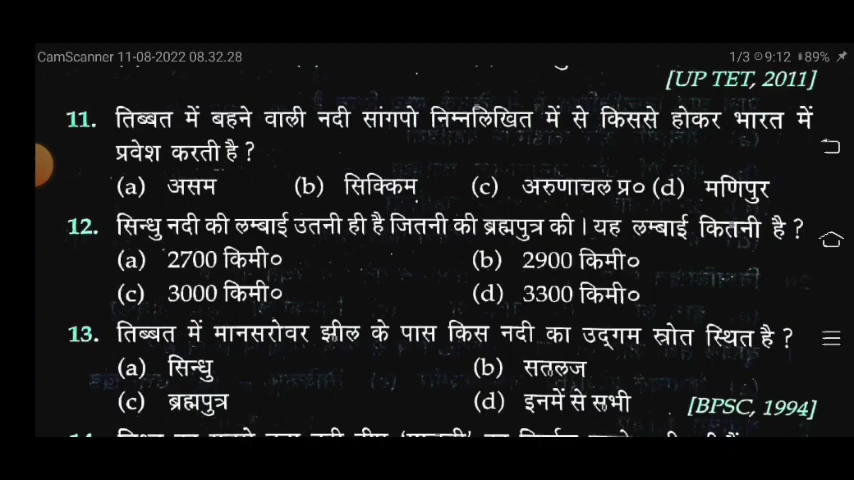 CamScanner 11-08-2022 08.32.28
1/3 9:12 89%
[UP TET, 2011]
11. तिब्बत में बहने वाली नदी सांगपो निम्नलिखित में से किससे होकर भारत में
प्रवेश करती है ?
(a) असम (b) सिक्किम (c) अरुणाचल प्र० (d) मणिपुर
12. सिन्धु नदी की लम्बाई उतनी ही है जितनी की ब्रह्मपुत्र की । यह लम्बाई कितनी है ?
(a) 2700 किमी० (b) 2900 किमी०
(c) 3000 किमी० (d) 3300 किमी०
13. तिब्बत में मानसरोवर झील के पास किस नदी का उद्गम स्रोत स्थित है ?
(a) सिन्धु (b) सतलज
(c) ब्रह्मपुत्र (d) इनमें से सभी [BPSC, 1994]